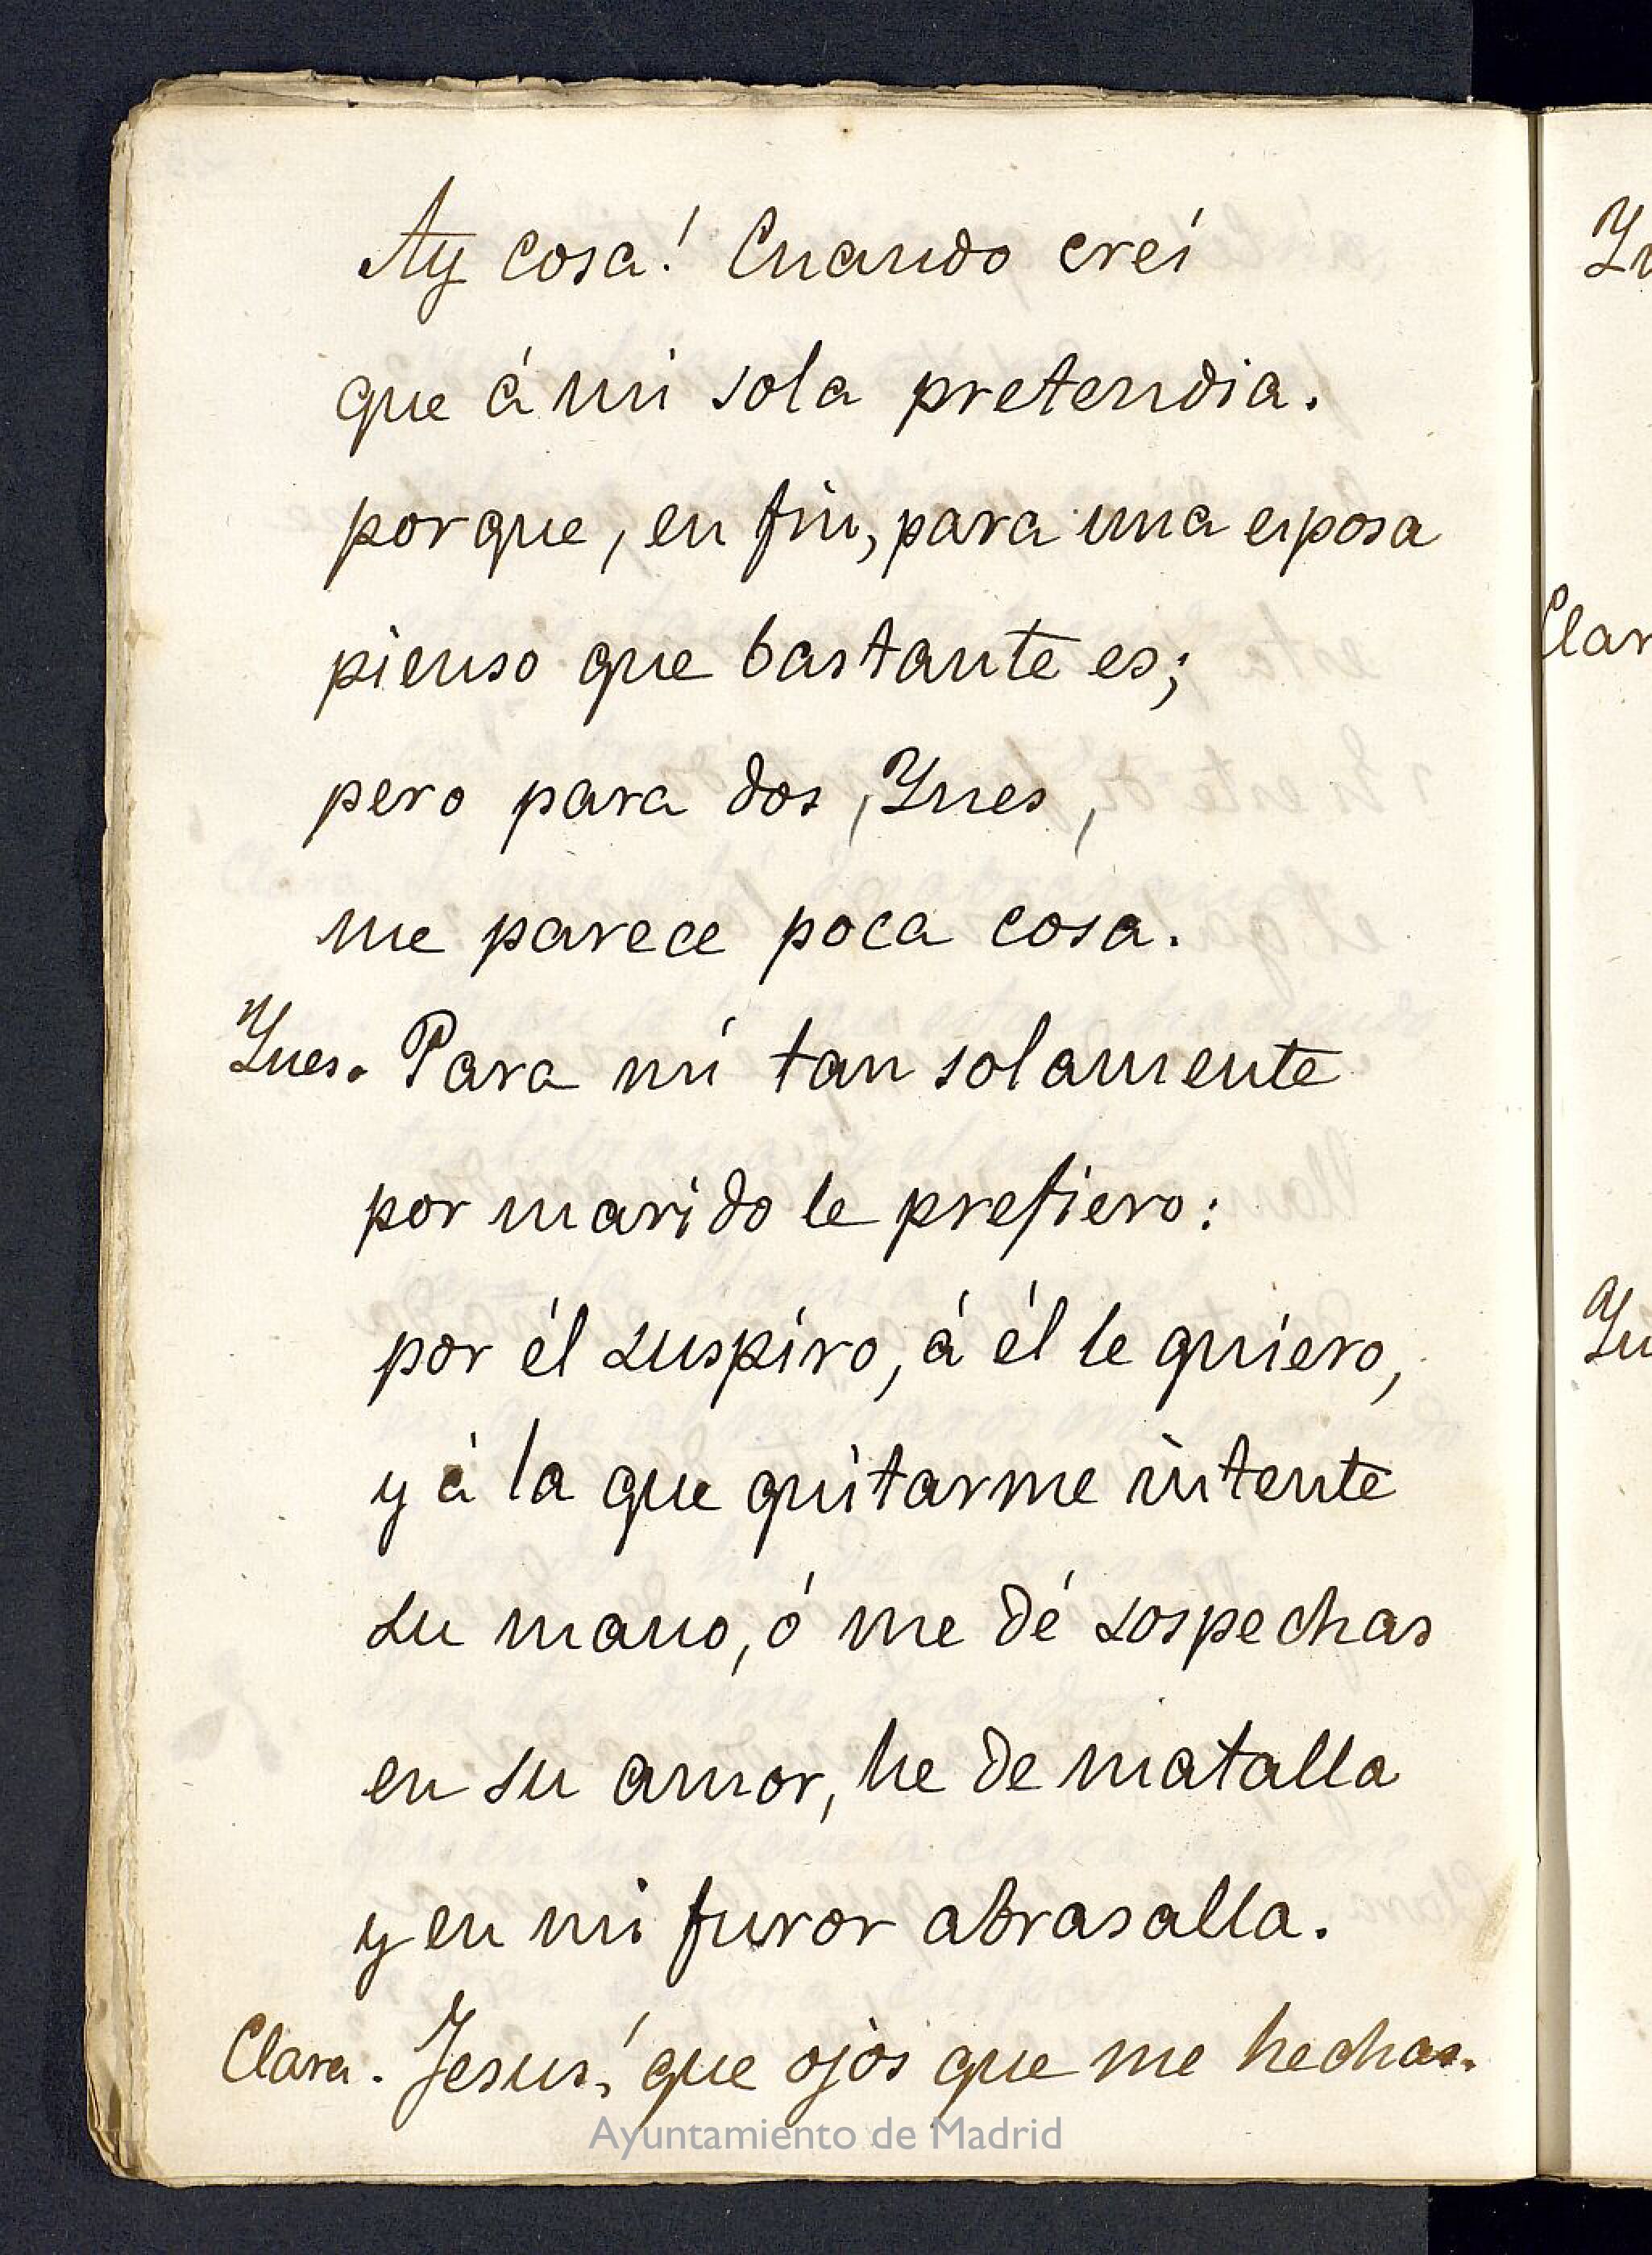 Ay cosa! Cuando creí
que á mi sola pretendia.
porque, en fin, para una esposa
pienso que bastante es;
pero para dos, Ynes,
me parece poca cosa.
Ynes. Para mí tan solamente
por marido le prefiero:
por él suspiro, á él le quiero,
y á la que quitarme intente
su mano, ó me dé sospechas
en su amor, he de matalla
y en mi furor abrasalla.
Clara. Jesus! que ojos que me hechas.
Ayuntamiento de Madrid
Clar